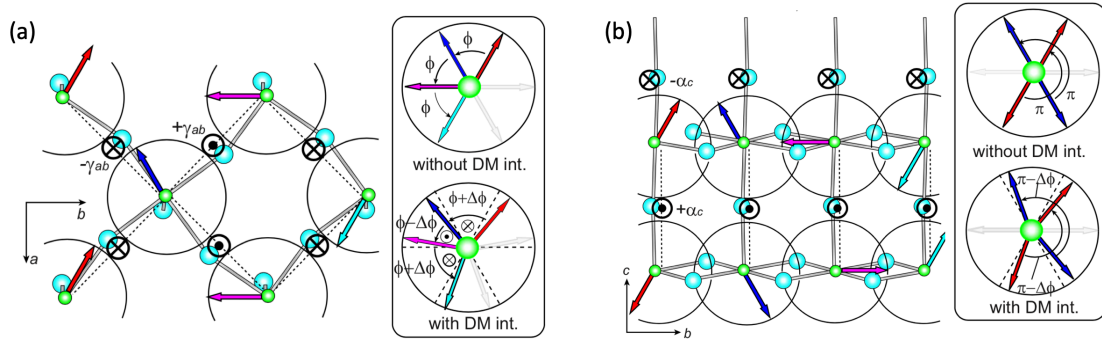 (a)
+γab
-γab
b
a
ϕ
ϕ
ϕ
without DM int.
ϕ+Δϕ
ϕ−Δϕ
ϕ+Δϕ
with DM int.
(b)
-αc
+αc
c
b
π
π
without DM int.
π−Δϕ
π−Δϕ
with DM int.